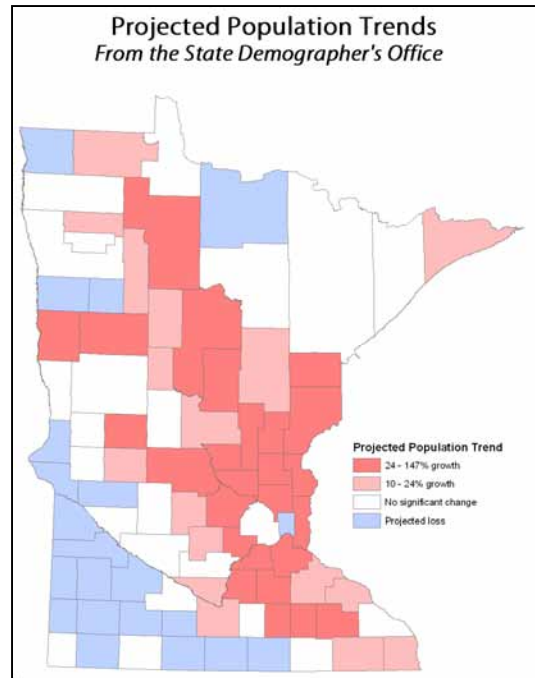 Projected Population Trends
From the State Demographer's Office
Projected Population Trend
24 - 147% growth
10 - 24% growth
No significant change
Projected loss